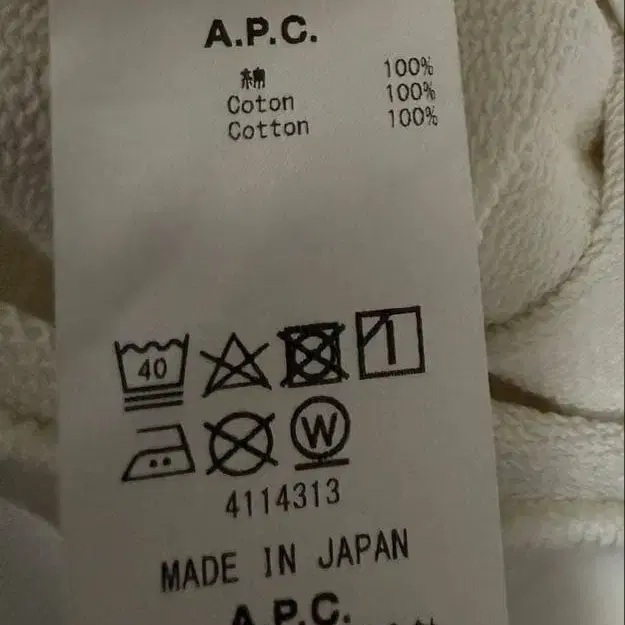 A.P.C.
綿 100%
Coton 100%
Cotton 100%
40
W
4114313
MADE IN JAPAN
A.P.C.